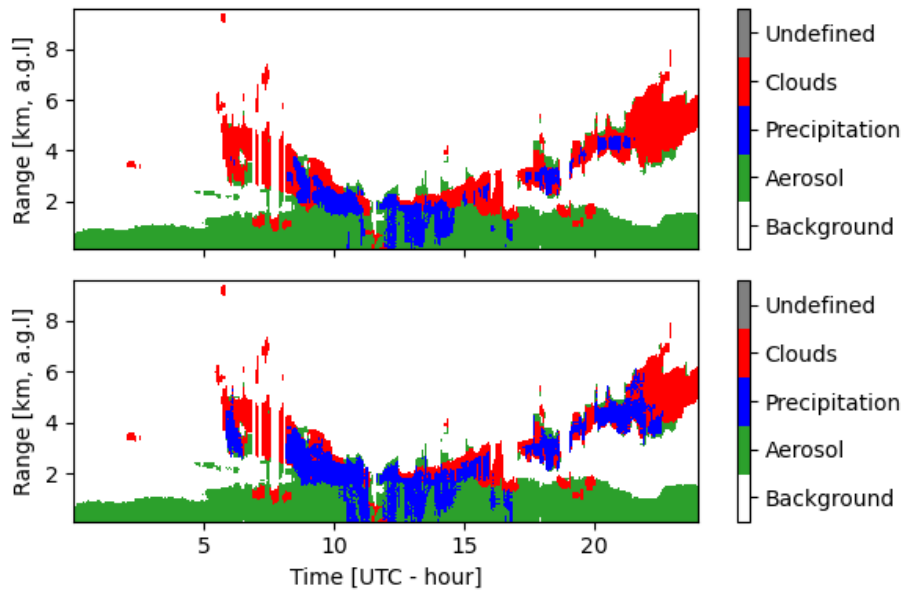 8
6
4
2
Range [km, a.g.l]
Undefined
Clouds
Precipitation
Aerosol
Background
8
6
4
2
Range [km, a.g.l]
5
10
15
20
Time [UTC - hour]
Undefined
Clouds
Precipitation
Aerosol
Background